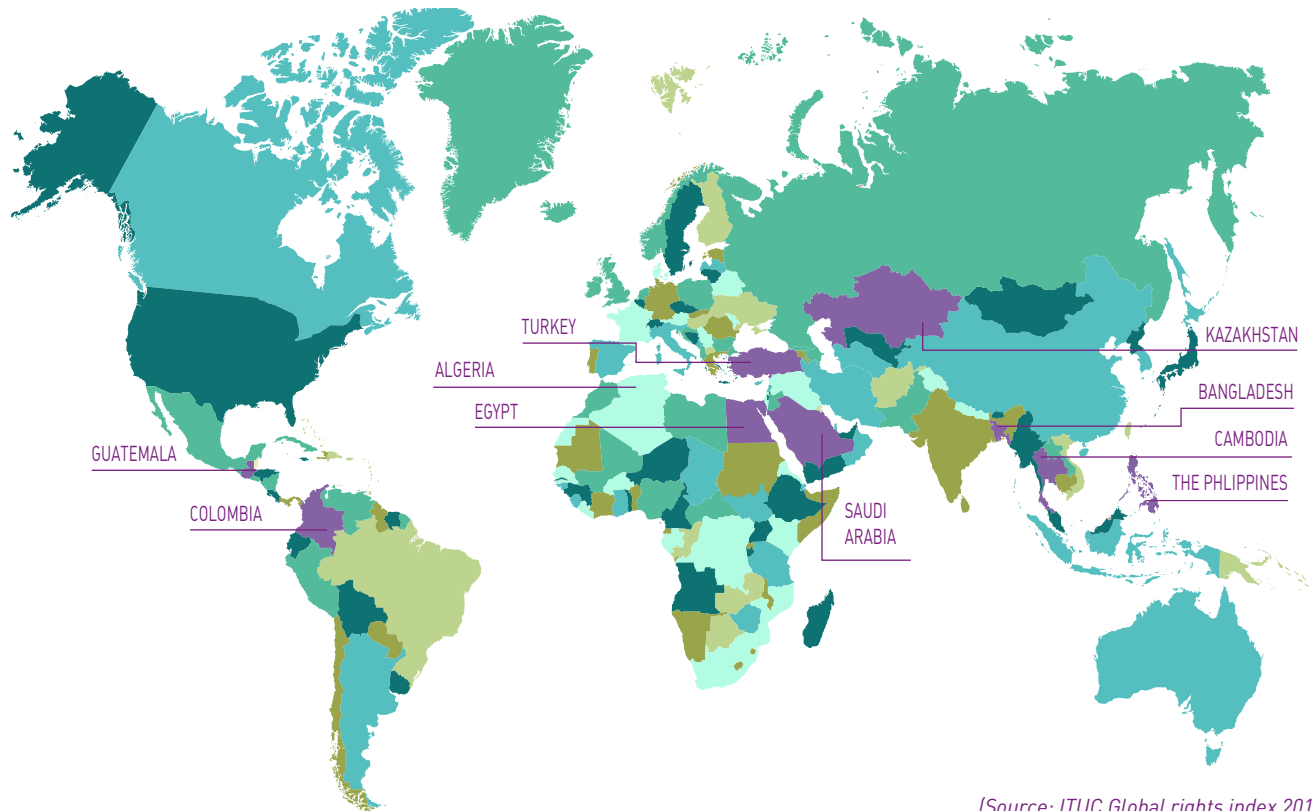 TURKEY
KAZAKHSTAN
ALGERIA
BANGLADESH
EGYPT
CAMBODIA
GUATEMALA
THE PHLIPPINES
COLOMBIA
SAUDI
ARABIA
(Source: ITUC Global rights index